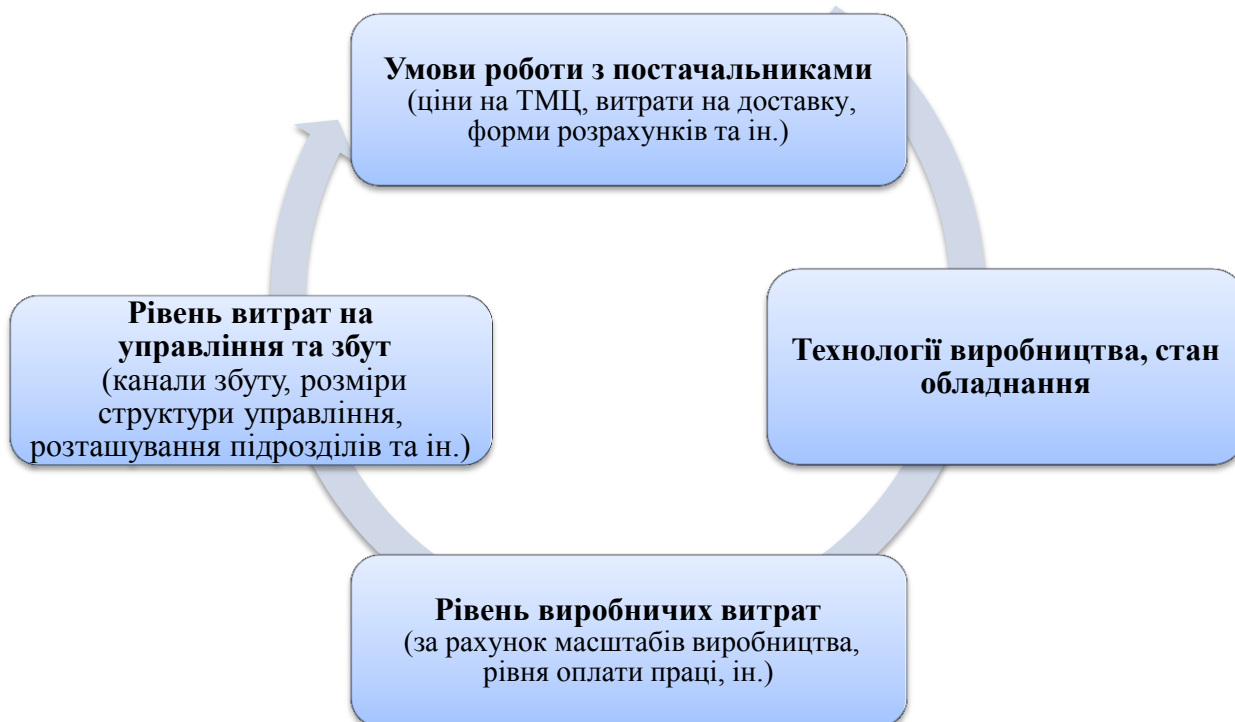 Умови роботи з постачальниками
(ціни на ТМЦ, витрати на доставку,
форми розрахунків та ін.)
Технології виробництва, стан
обладнання
Рівень виробничих витрат
(за рахунок масштабів виробництва,
рівня оплати праці, ін.)
Рівень витрат на
управління та збут
(канали збуту, розміри
структури управління,
розташування підрозділів та ін.)